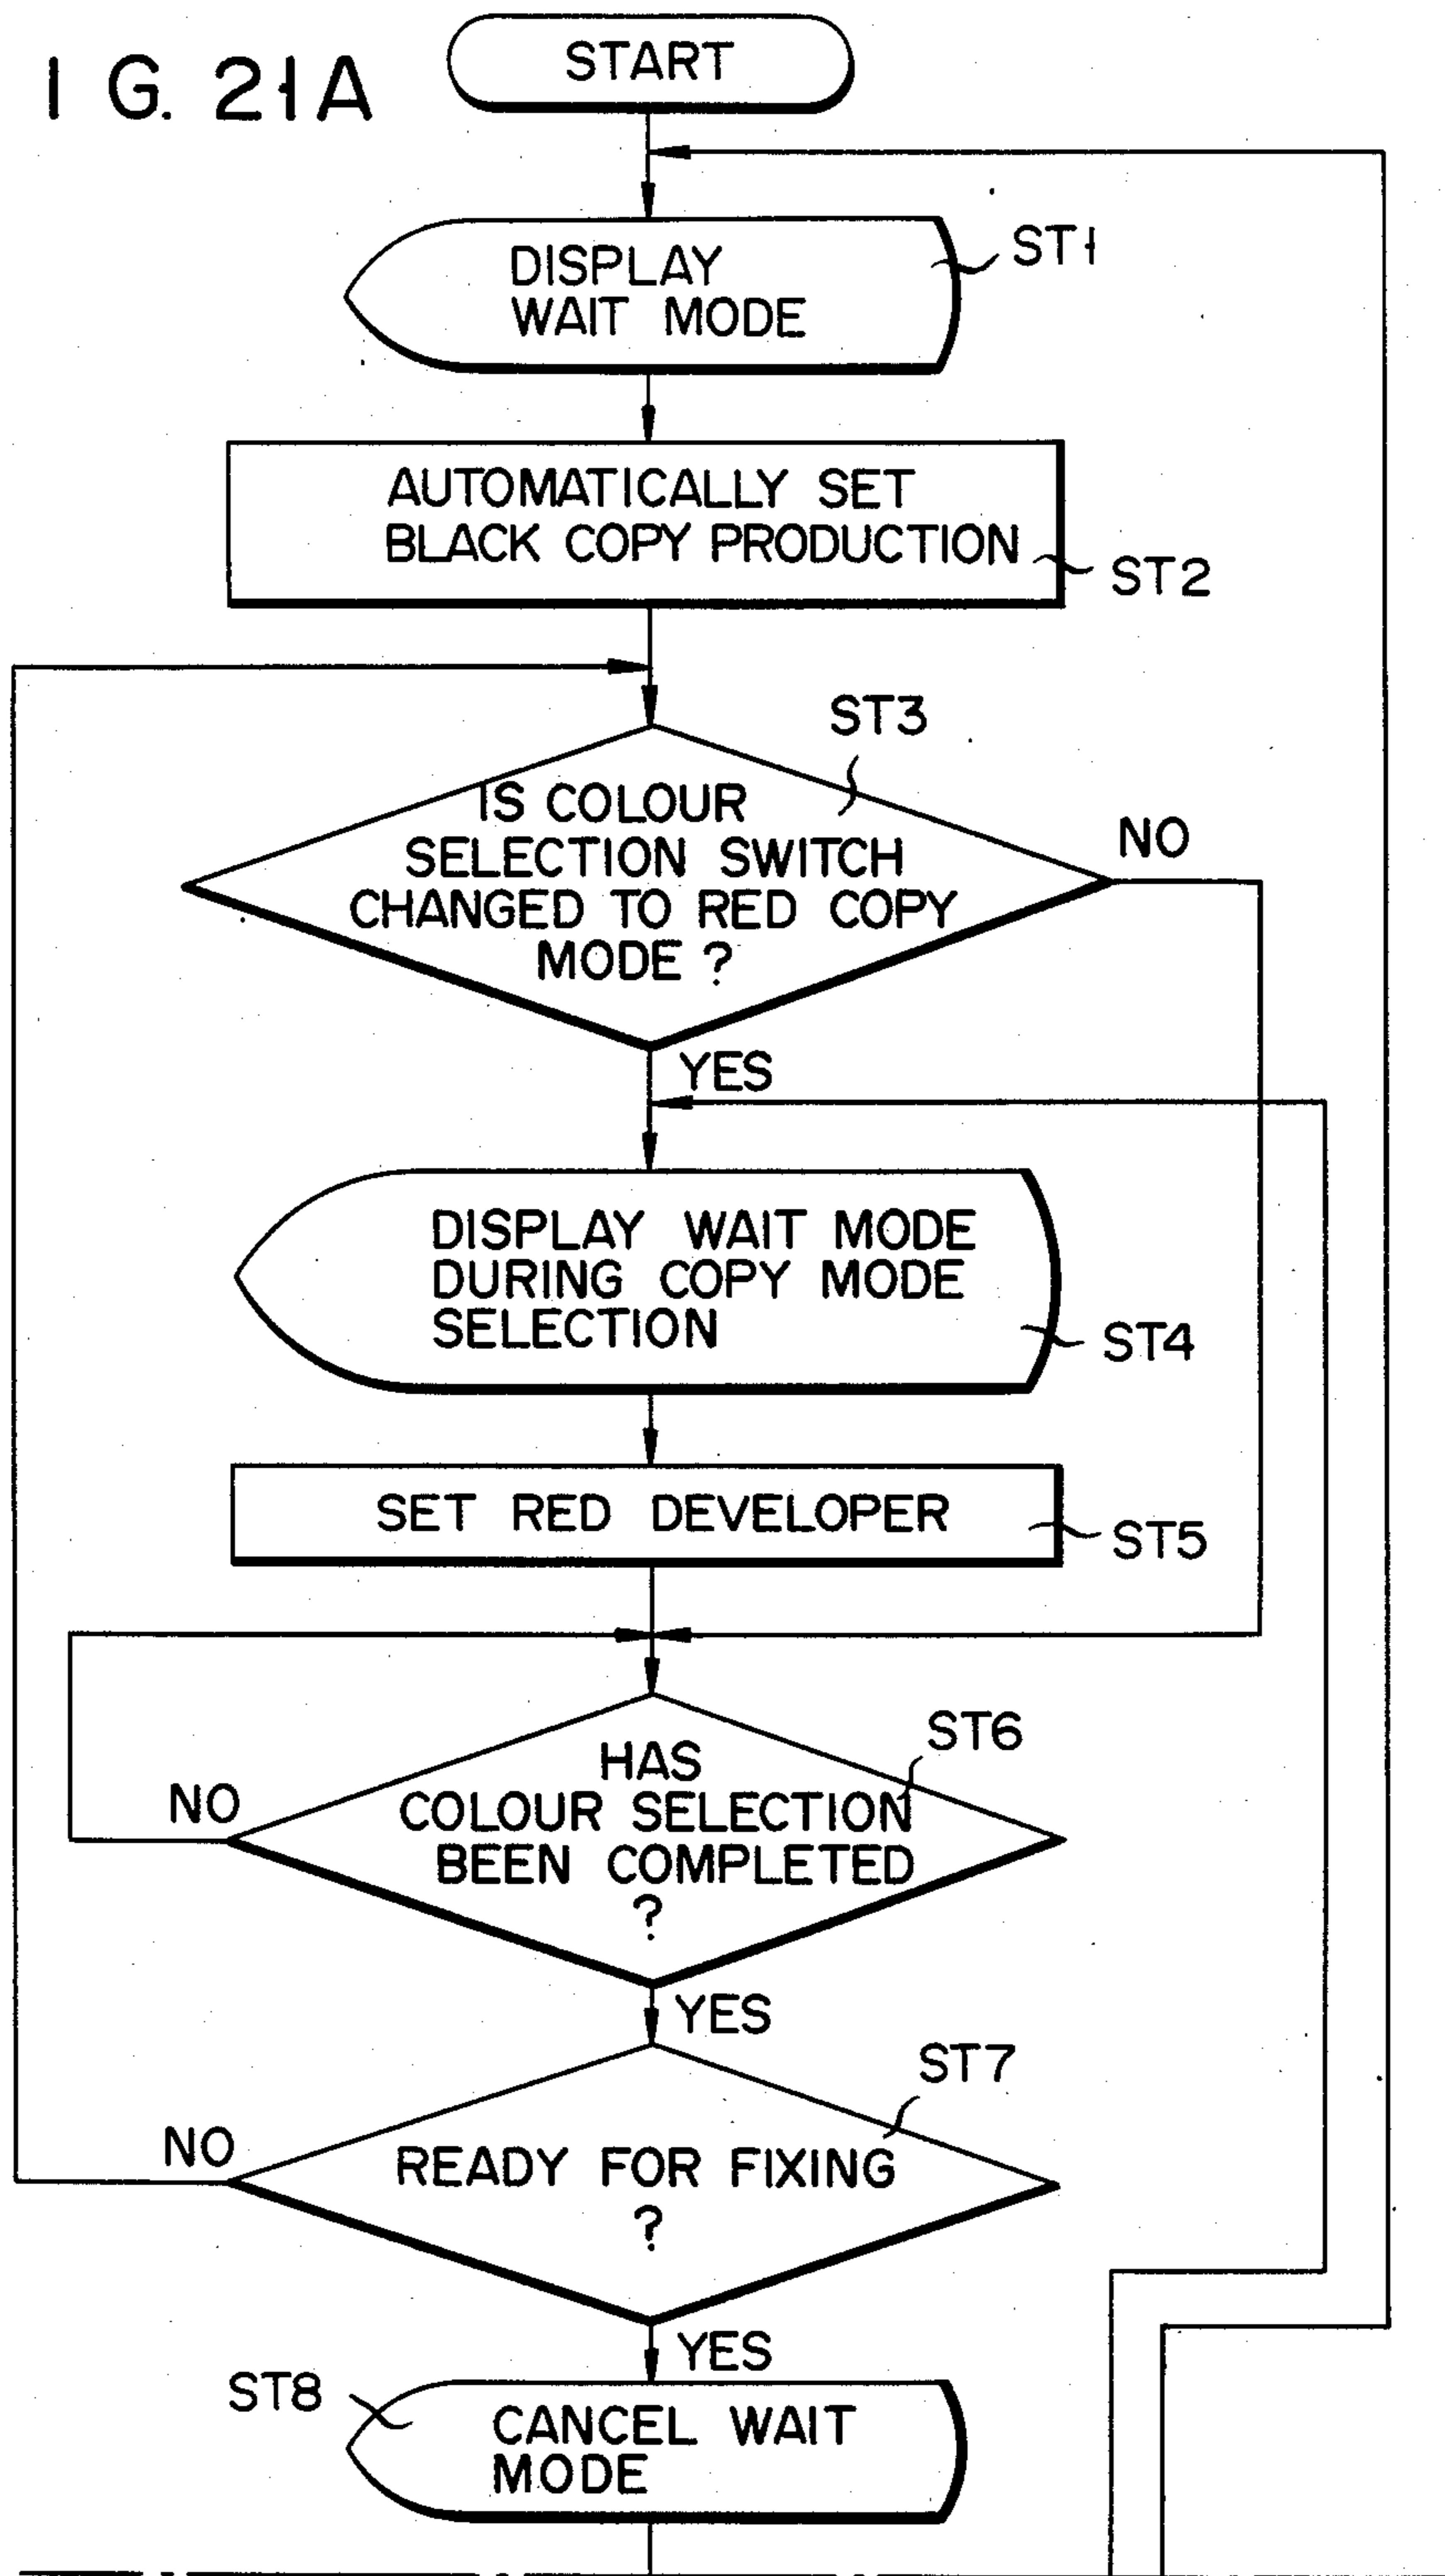 I G. 21A
START
DISPLAY
WAIT MODE
ST1
AUTOMATICALLY SET
BLACK COPY PRODUCTION
ST2
ST3
IS COLOUR
SELECTION SWITCH
CHANGED TO RED COPY
MODE ?
NO
YES
DISPLAY WAIT MODE
DURING COPY MODE
SELECTION
ST4
SET RED DEVELOPER
ST5
ST6
HAS
COLOUR SELECTION
BEEN COMPLETED
?
NO
YES
ST7
READY FOR FIXING
?
NO
YES
ST8
CANCEL WAIT
MODE